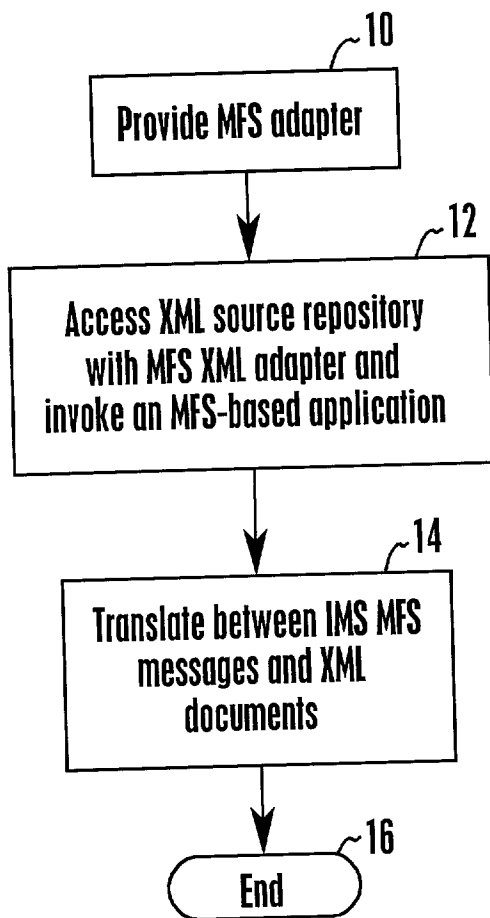 10
Provide MFS adapter
12
Access XML source repository
with MFS XML adapter and
invoke an MFS-based application
14
Translate between IMS MFS
messages and XML
documents
16
End